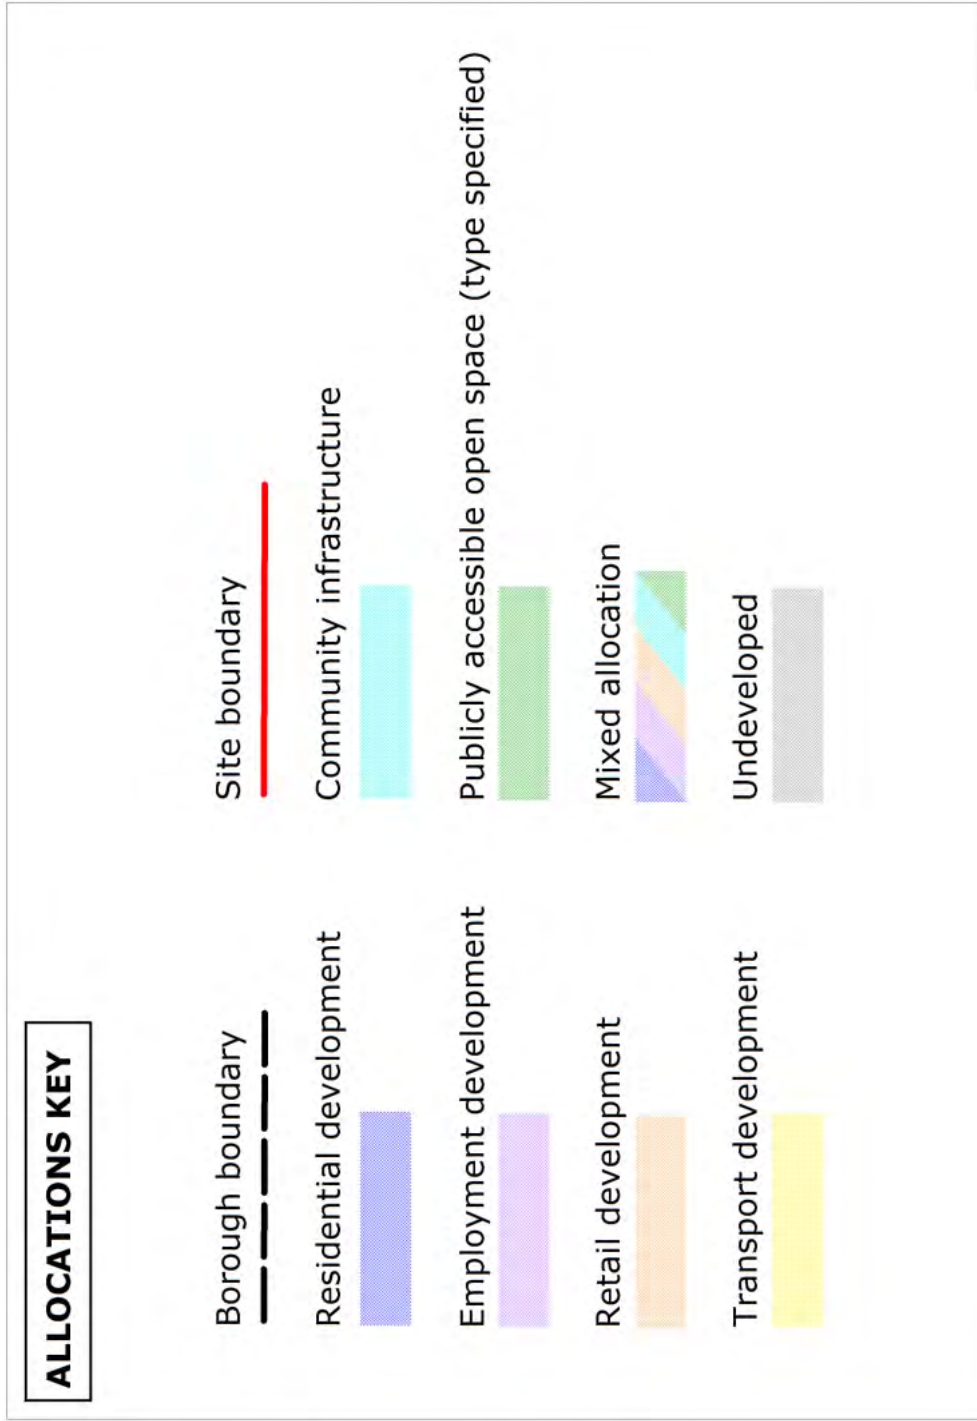 ALLOCATIONS KEY
Borough boundary
Site boundary
Residential development
Community infrastructure
Employment development
Publicly accessible open space (type specified)
Retail development
Mixed allocation
Transport development
Undeveloped